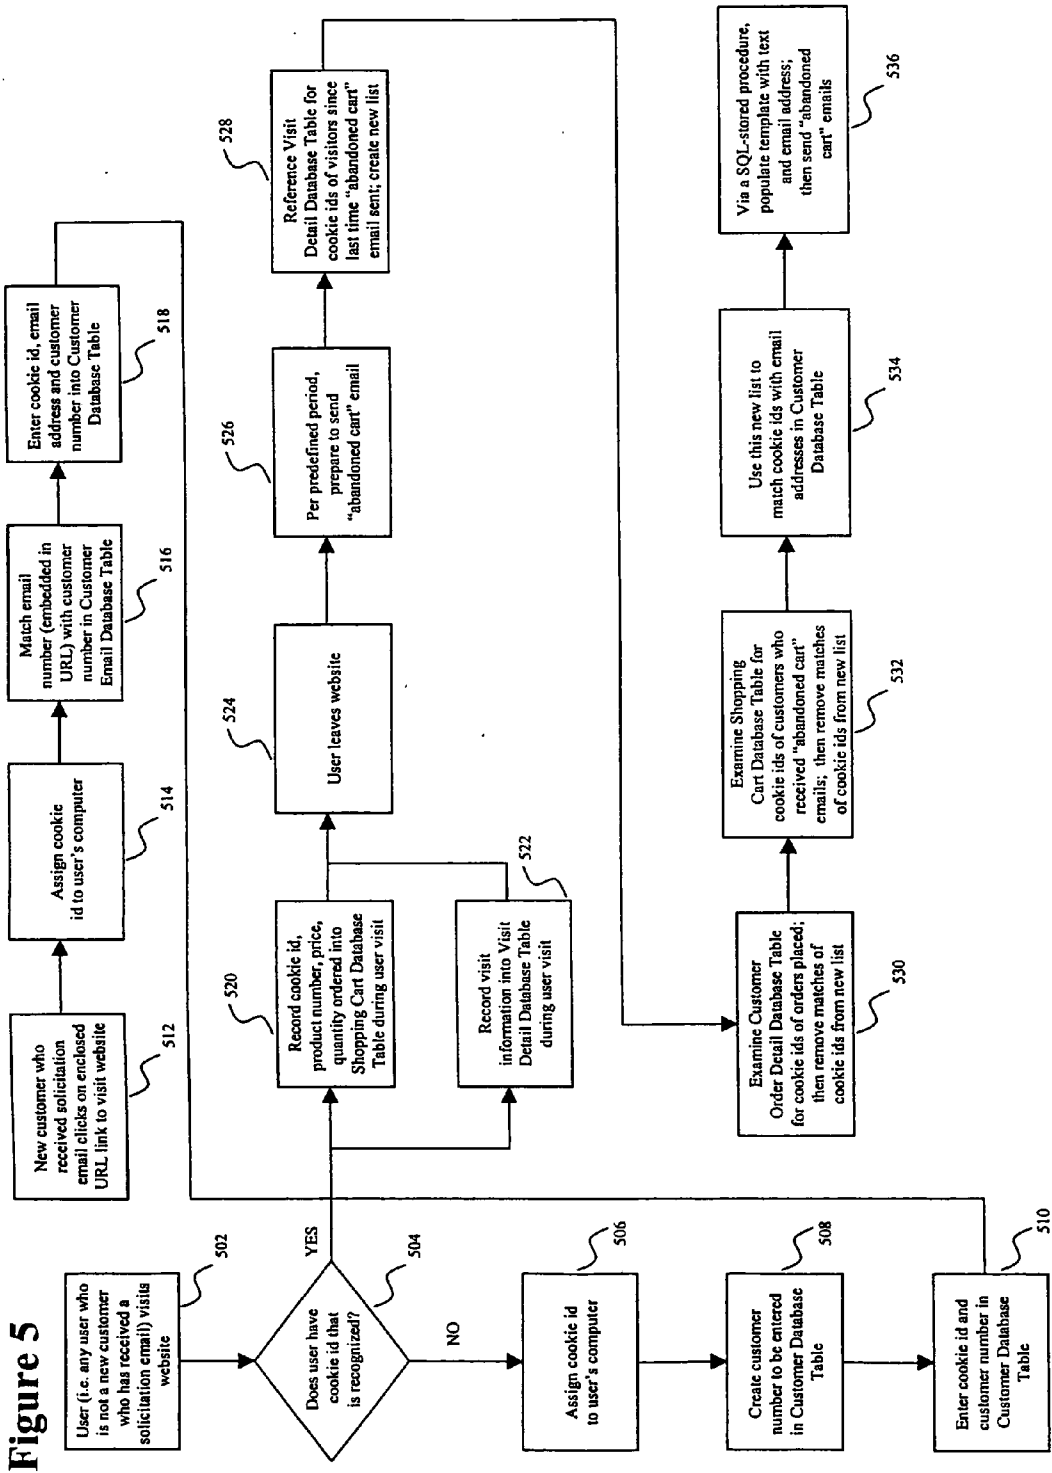 Figure 5
User (i.e. any user who
is not a new customer
who has received a
solicitation email) visits
website
502
Does user have
cookie id that
is recognized?
504
YES
NO
Assign cookie id
to user's computer
506
Create customer
number to be entered
in Customer Database
Table
508
Enter cookie id and
customer number in
Customer Database
Table
510
New customer who
received solicitation
email clicks on enclosed
URL link to visit website
512
Assign cookie
id to user's computer
514
Match email
number (embedded in
URL) with customer
number in Customer
Email Database Table
516
Enter cookie id, email
address and customer
number into Customer
Database Table
518
Record cookie id,
product number, price,
quantity ordered into
Shopping Cart Database
Table during user visit
520
Record visit
information into Visit
Detail Database Table
during user visit
522
User leaves website
524
Per predefined period,
prepare to send
“abandoned cart” email
526
Reference Visit
Detail Database Table for
cookie ids of visitors since
last time “abandoned cart”
email sent; create new list
528
Examine Customer
Order Detail Database Table
for cookie ids of orders placed;
then remove matches of
cookie ids from new list
530
Examine Shopping
Cart Database Table for
cookie ids of customers who
received "abandoned cart"
emails; then remove matches
of cookie ids from new list
532
Use this new list to
match cookie ids with email
addresses in Customer
Database Table
534
Via a SQL-stored procedure,
populate template with text
and email address;
then send “abandoned
cart” emails
536